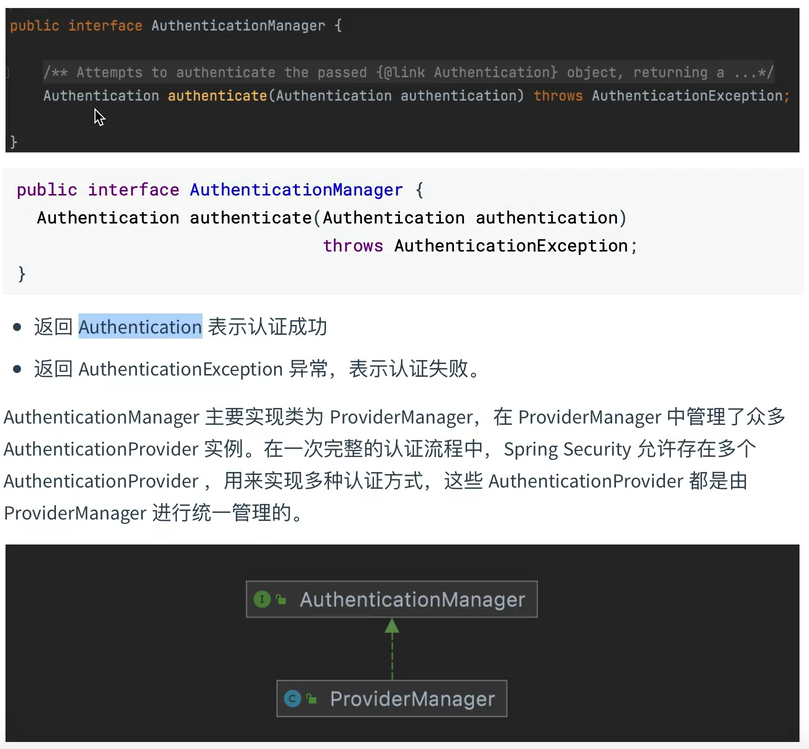 public interface AuthenticationManager {
/** Attempts to authenticate the passed {@link Authentication} object, returning a ...*/
Authentication authenticate(Authentication authentication) throws AuthenticationException;
}
public interface AuthenticationManager {
Authentication authenticate(Authentication authentication)
throws AuthenticationException;
}
• 返回 Authentication 表示认证成功
• 返回 AuthenticationException 异常，表示认证失败。
AuthenticationManager 主要实现类为 ProviderManager，在 ProviderManager 中管理了众多
AuthenticationProvider 实例。在一次完整的认证流程中，Spring Security 允许存在多个
AuthenticationProvider ，用来实现多种认证方式，这些 AuthenticationProvider 都是由
ProviderManager 进行统一管理的。
I AuthenticationManager
C ProviderManager